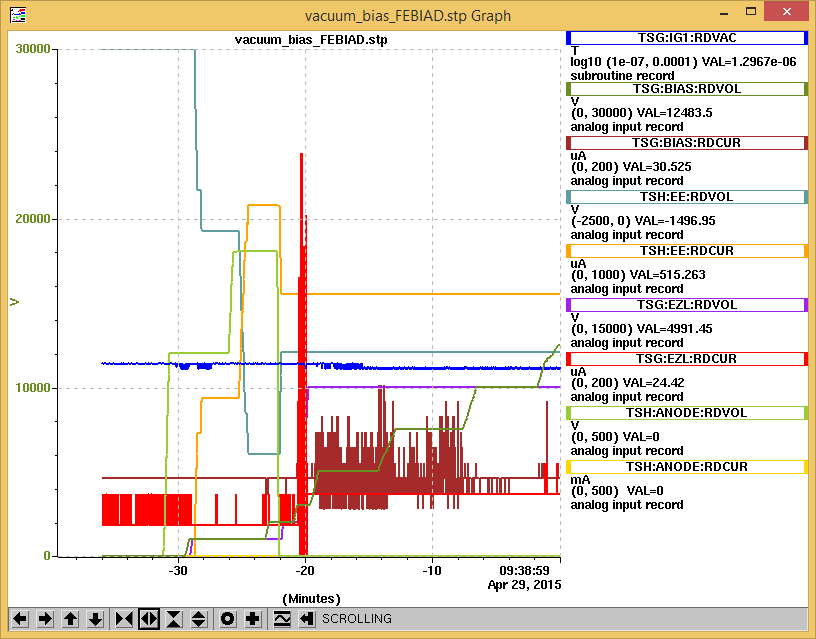 vacuum_bias_FEBIAD.stp Graph
vacuum_bias_FEBIAD.stp
30000
20000
V
10000
0
-30
-20
-10
09:38:59
Apr 29, 2015
(Minutes)
TSG:IG1:RDVAC
T
log10 (1e-07, 0.0001) VAL=1.2967e-06
subroutine record
TSG:BIAS:RDVOL
V
(0, 30000) VAL=12483.5
analog input record
TSG:BIAS:RDCUR
uA
(0, 200) VAL=30.525
analog input record
TSH:EE:RDVOL
V
(-2500, 0) VAL=-1496.95
analog input record
TSH:EE:RDCUR
uA
(0, 1000) VAL=515.263
analog input record
TSG:EZL:RDVOL
V
(0, 15000) VAL=4991.45
analog input record
TSG:EZL:RDCUR
uA
(0, 200) VAL=24.42
analog input record
TSH:ANODE:RDVOL
V
(0, 500) VAL=0
analog input record
TSH:ANODE:RDCUR
mA
(0, 500) VAL=0
analog input record
SCROLLING